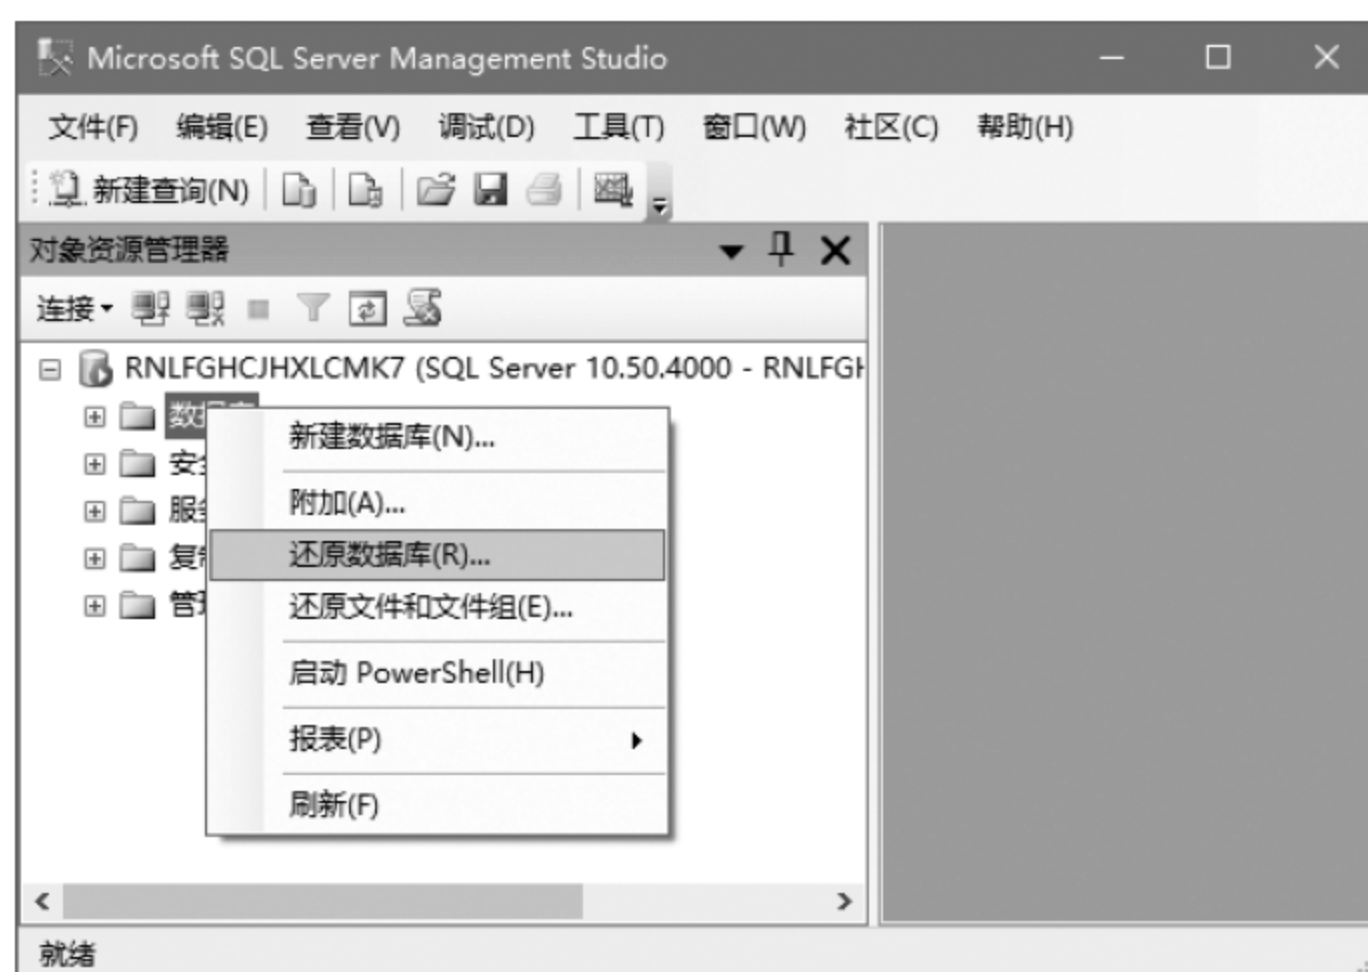 Microsoft SQL Server Management Studio
文件(F) 编辑(E) 查看(V) 调试(D) 工具(T) 窗口(W) 社区(C) 帮助(H)
新建查询(N)
对象资源管理器
连接
RNLFGHCJHXLCMK7 (SQL Server 10.50.4000 - RNLFGH
新建数据库(N)...
附加(A)...
还原数据库(R)...
还原文件和文件组(E)...
启动 PowerShell(H)
报表(P)
刷新(F)
就绪